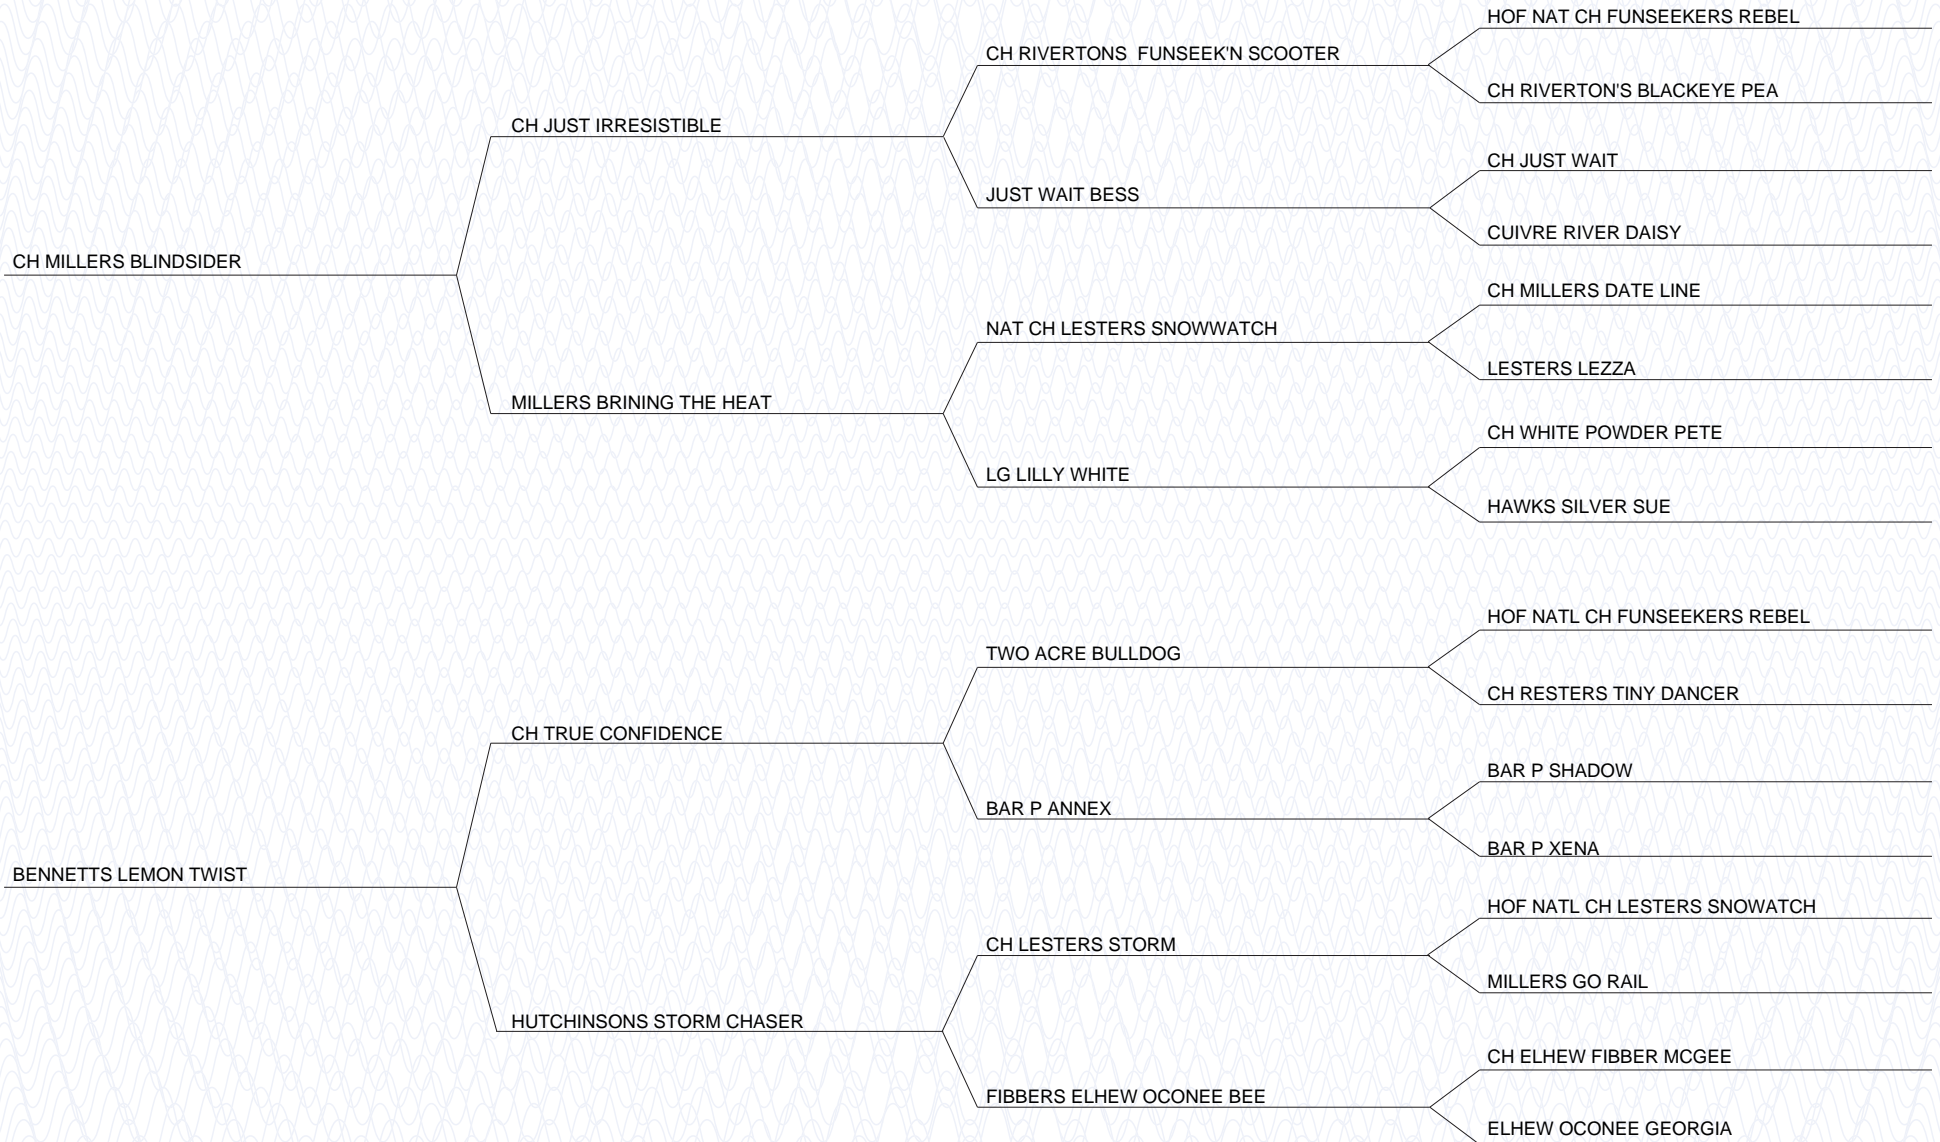 HOF NAT CH FUNSEEKERS REBEL
CH RIVERTONS  FUNSEEK'N SCOOTER
CH RIVERTON'S BLACKEYE PEA
CH JUST IRRESISTIBLE
CH JUST WAIT
JUST WAIT BESS
CUIVRE RIVER DAISY
CH MILLERS BLINDSIDER
CH MILLERS DATE LINE
NAT CH LESTERS SNOWWATCH
LESTERS LEZZA
MILLERS BRINING THE HEAT
CH WHITE POWDER PETE
LG LILLY WHITE
HAWKS SILVER SUE
HOF NATL CH FUNSEEKERS REBEL
TWO ACRE BULLDOG
CH RESTERS TINY DANCER
CH TRUE CONFIDENCE
BAR P SHADOW
BAR P ANNEX
BAR P XENA
BENNETTS LEMON TWIST
HOF NATL CH LESTERS SNOWATCH
CH LESTERS STORM
MILLERS GO RAIL
HUTCHINSONS STORM CHASER
CH ELHEW FIBBER MCGEE
FIBBERS ELHEW OCONEE BEE
ELHEW OCONEE GEORGIA